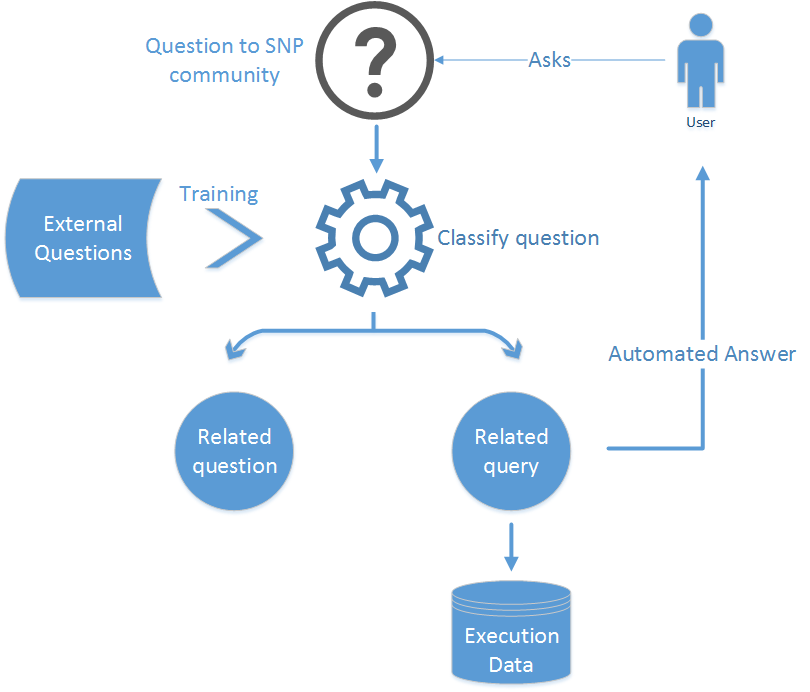 Question to SNP
community
?
Asks
User
External
Questions
Training
Classify question
Automated Answer
Related
question
Related
query
Execution
Data